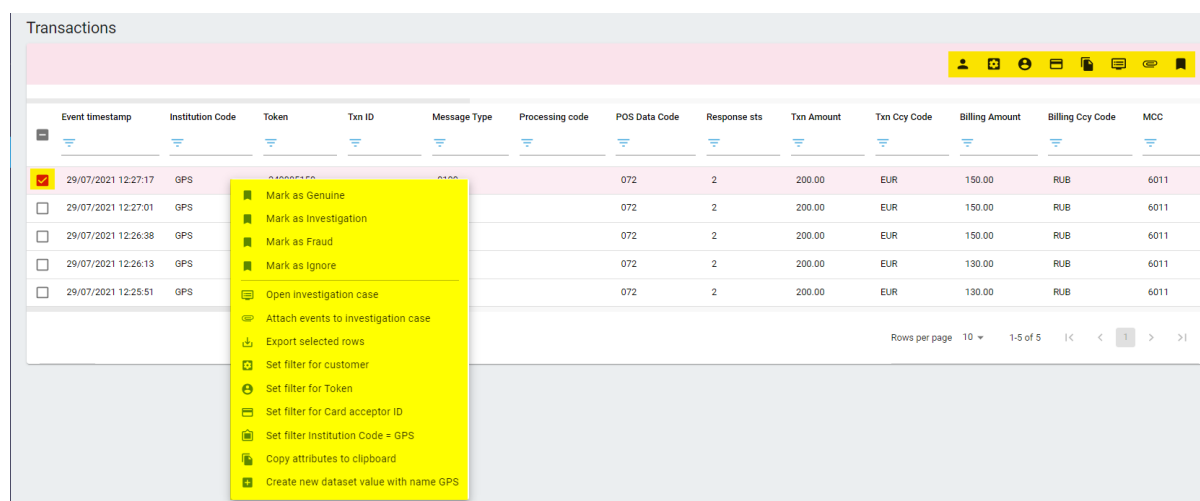 Transactions
Event timestamp Institution Code Token Txn ID Message Type Processing code POS Data Code Response sts Txn Amount Txn Ccy Code Billing Amount Billing Ccy Code MCC
29/07/2021 12:27:17 GPS 072 2 200.00 EUR 150.00 RUB 6011
29/07/2021 12:27:01 GPS 072 2 200.00 EUR 150.00 RUB 6011
29/07/2021 12:26:38 GPS 072 2 200.00 EUR 150.00 RUB 6011
29/07/2021 12:26:13 GPS 072 2 200.00 EUR 130.00 RUB 6011
29/07/2021 12:25:51 GPS 072 2 200.00 EUR 130.00 RUB 6011
Mark as Genuine
Mark as Investigation
Mark as Fraud
Mark as Ignore
Open investigation case
Attach events to investigation case
Export selected rows
Set filter for customer
Set filter for Token
Set filter for Card acceptor ID
Set filter Institution Code = GPS
Copy attributes to clipboard
Create new dataset value with name GPS
Rows per page 10 1-5 of 5 1